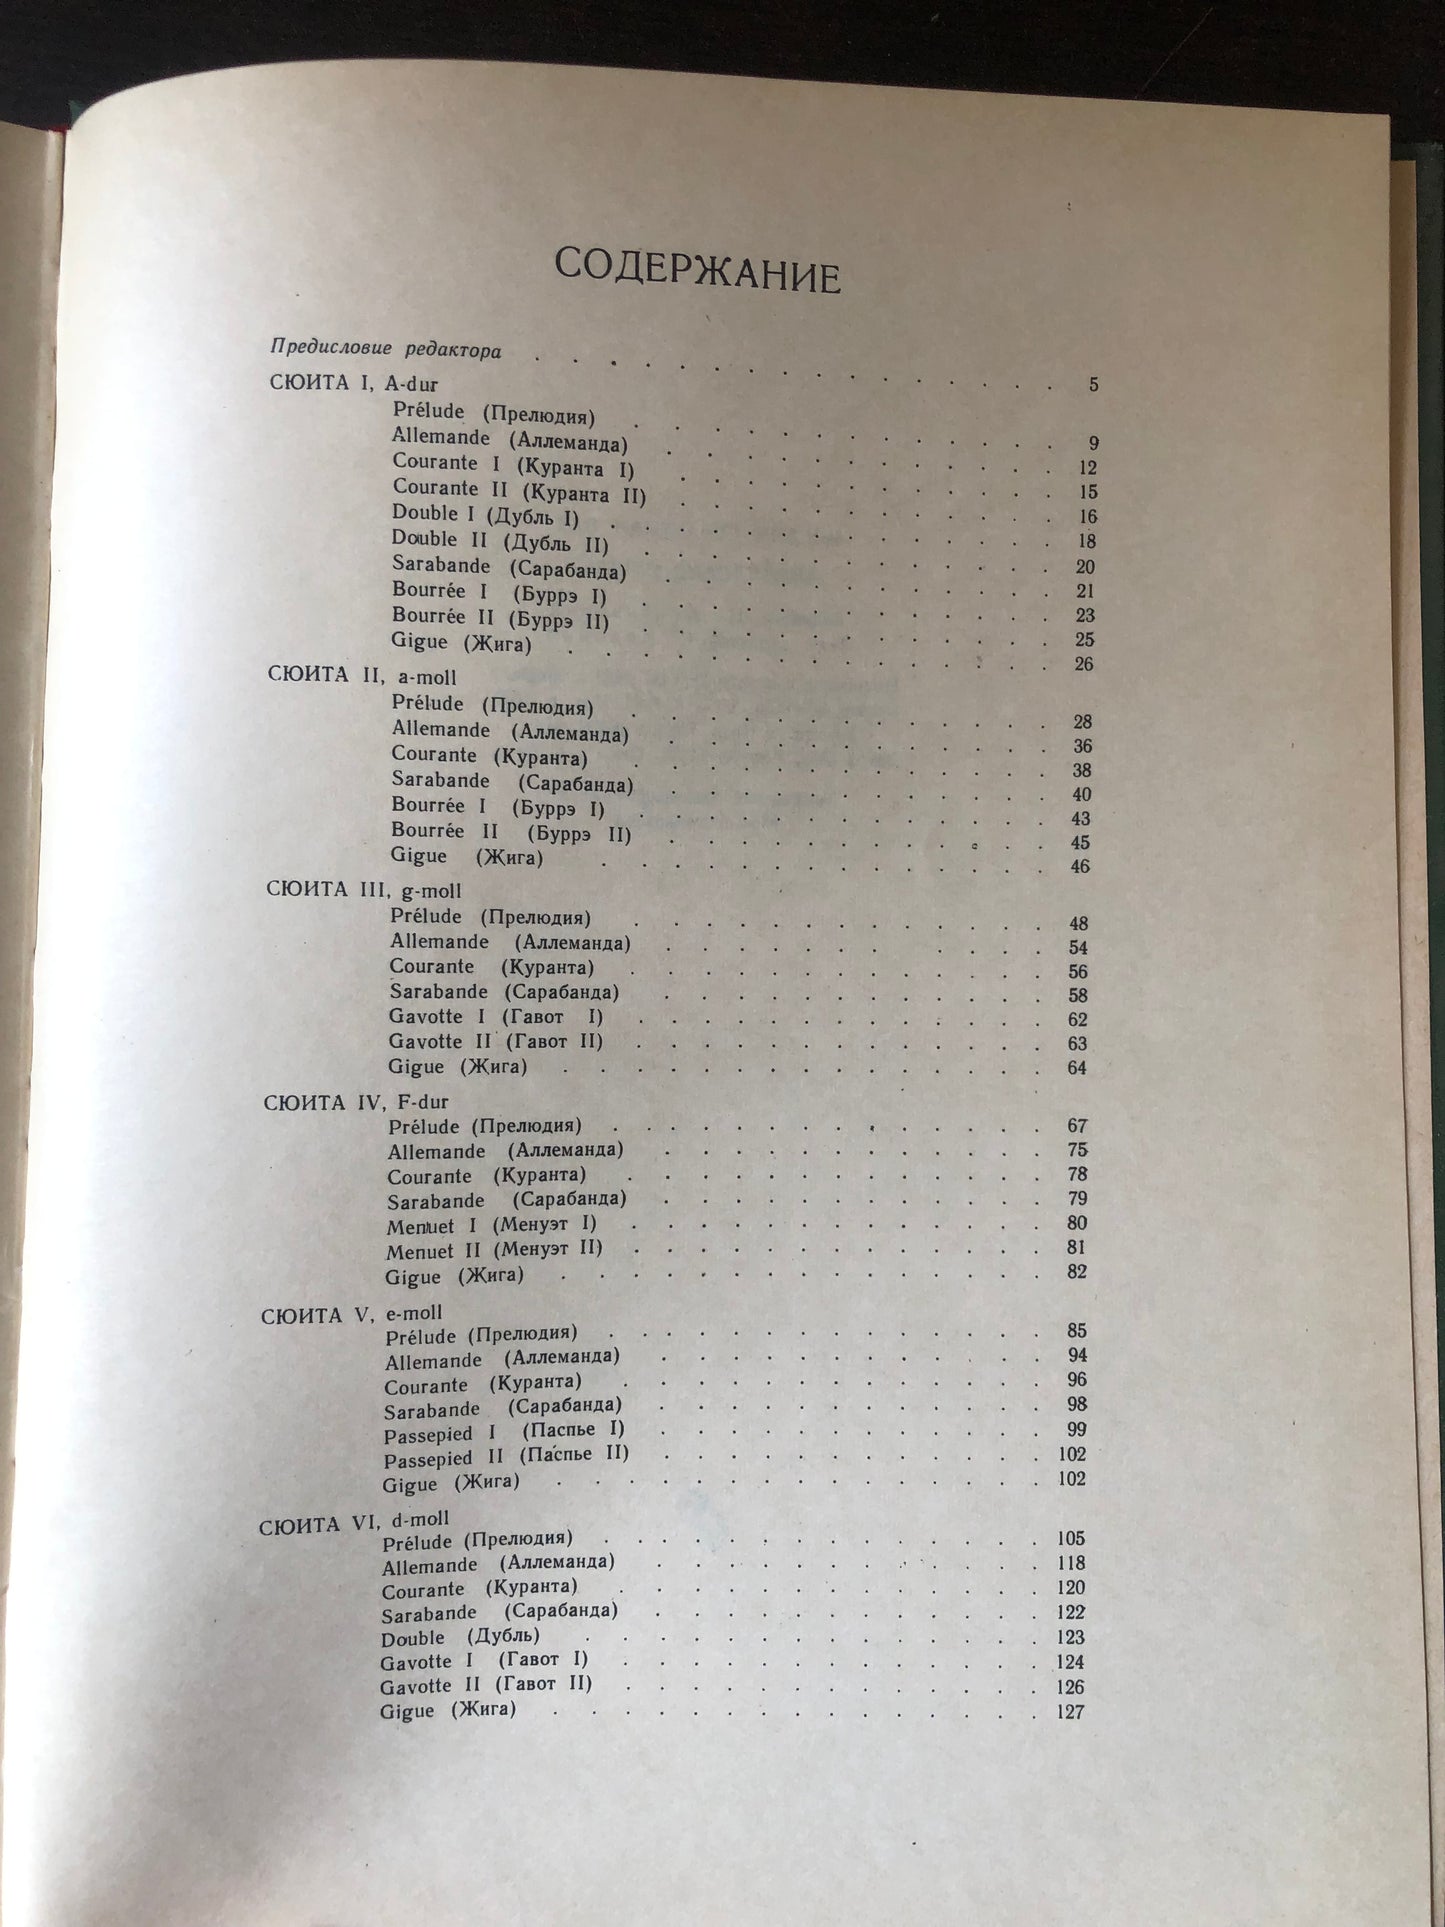 СОДЕРЖАНИЕ
Предисловие редактора . . . . . . . . . . . . . . . 5
СЮИТА I, A-dur
Prélude (Прелюдия) . . . . . . . . . . . . . 9
Allemande (Аллеманда) . . . . . . . . . . . . 12
Courante I (Куранта I) . . . . . . . . . . . . 15
Courante II (Куранта II) . . . . . . . . . . . . 16
Double I (Дубль I) . . . . . . . . . . . . . 18
Double II (Дубль II) . . . . . . . . . . . . . 20
Sarabande (Сарабанда) . . . . . . . . . . . . 21
Bourrée I (Буррэ I) . . . . . . . . . . . . . 23
Bourrée II (Буррэ II) . . . . . . . . . . . . . 25
Gigue (Жига) . . . . . . . . . . . . . . . 26
СЮИТА II, a-moll
Prélude (Прелюдия) . . . . . . . . . . . . . 28
Allemande (Аллеманда) . . . . . . . . . . . . 36
Courante (Куранта) . . . . . . . . . . . . . 38
Sarabande (Сарабанда) . . . . . . . . . . . . 40
Bourrée I (Буррэ I) . . . . . . . . . . . . . 43
Bourrée II (Буррэ II) . . . . . . . . . . . . 45
Gigue (Жига) . . . . . . . . . . . . . . 46
СЮИТА III, g-moll
Prélude (Прелюдия) . . . . . . . . . . . . . 48
Allemande (Аллеманда) . . . . . . . . . . . 54
Courante (Куранта) . . . . . . . . . . . . . 56
Sarabande (Сарабанда) . . . . . . . . . . . . 58
Gavotte I (Гавот I) . . . . . . . . . . . . . 62
Gavotte II (Гавот II) . . . . . . . . . . . . . 63
Gigue (Жига) . . . . . . . . . . . . . . . 64
СЮИТА IV, F-dur
Prélude (Прелюдия) . . . . . . . . . . . . . . 67
Allemande (Аллеманда) . . . . . . . . . . . . 75
Courante (Куранта) . . . . . . . . . . . . . 78
Sarabande (Сарабанда) . . . . . . . . . . . . 79
Menuet I (Менуэт I) . . . . . . . . . . . . . 80
Menuet II (Менуэт II) . . . . . . . . . . . . . 81
Gigue (Жига) . . . . . . . . . . . . . . . 82
СЮИТА V, e-moll
Prélude (Прелюдия) . . . . . . . . . . . . . . 85
Allemande (Аллеманда) . . . . . . . . . . . . 94
Courante (Куранта) . . . . . . . . . . . . . 96
Sarabande (Сарабанда) . . . . . . . . . . . . 98
Passepied I (Паспье I) . . . . . . . . . . . . 99
Passepied II (Паспье II) . . . . . . . . . . . . 102
Gigue (Жига) . . . . . . . . . . . . . . . 102
СЮИТА VI, d-moll
Prélude (Прелюдия) . . . . . . . . . . . . . . 105
Allemande (Аллеманда) . . . . . . . . . . . . 118
Courante (Куранта) . . . . . . . . . . . . . 120
Sarabande (Сарабанда) . . . . . . . . . . . . 122
Double (Дубль) . . . . . . . . . . . . . . 123
Gavotte I (Гавот I) . . . . . . . . . . . . . 124
Gavotte II (Гавот II) . . . . . . . . . . . . . 126
Gigue (Жига) . . . . . . . . . . . . . . . 127